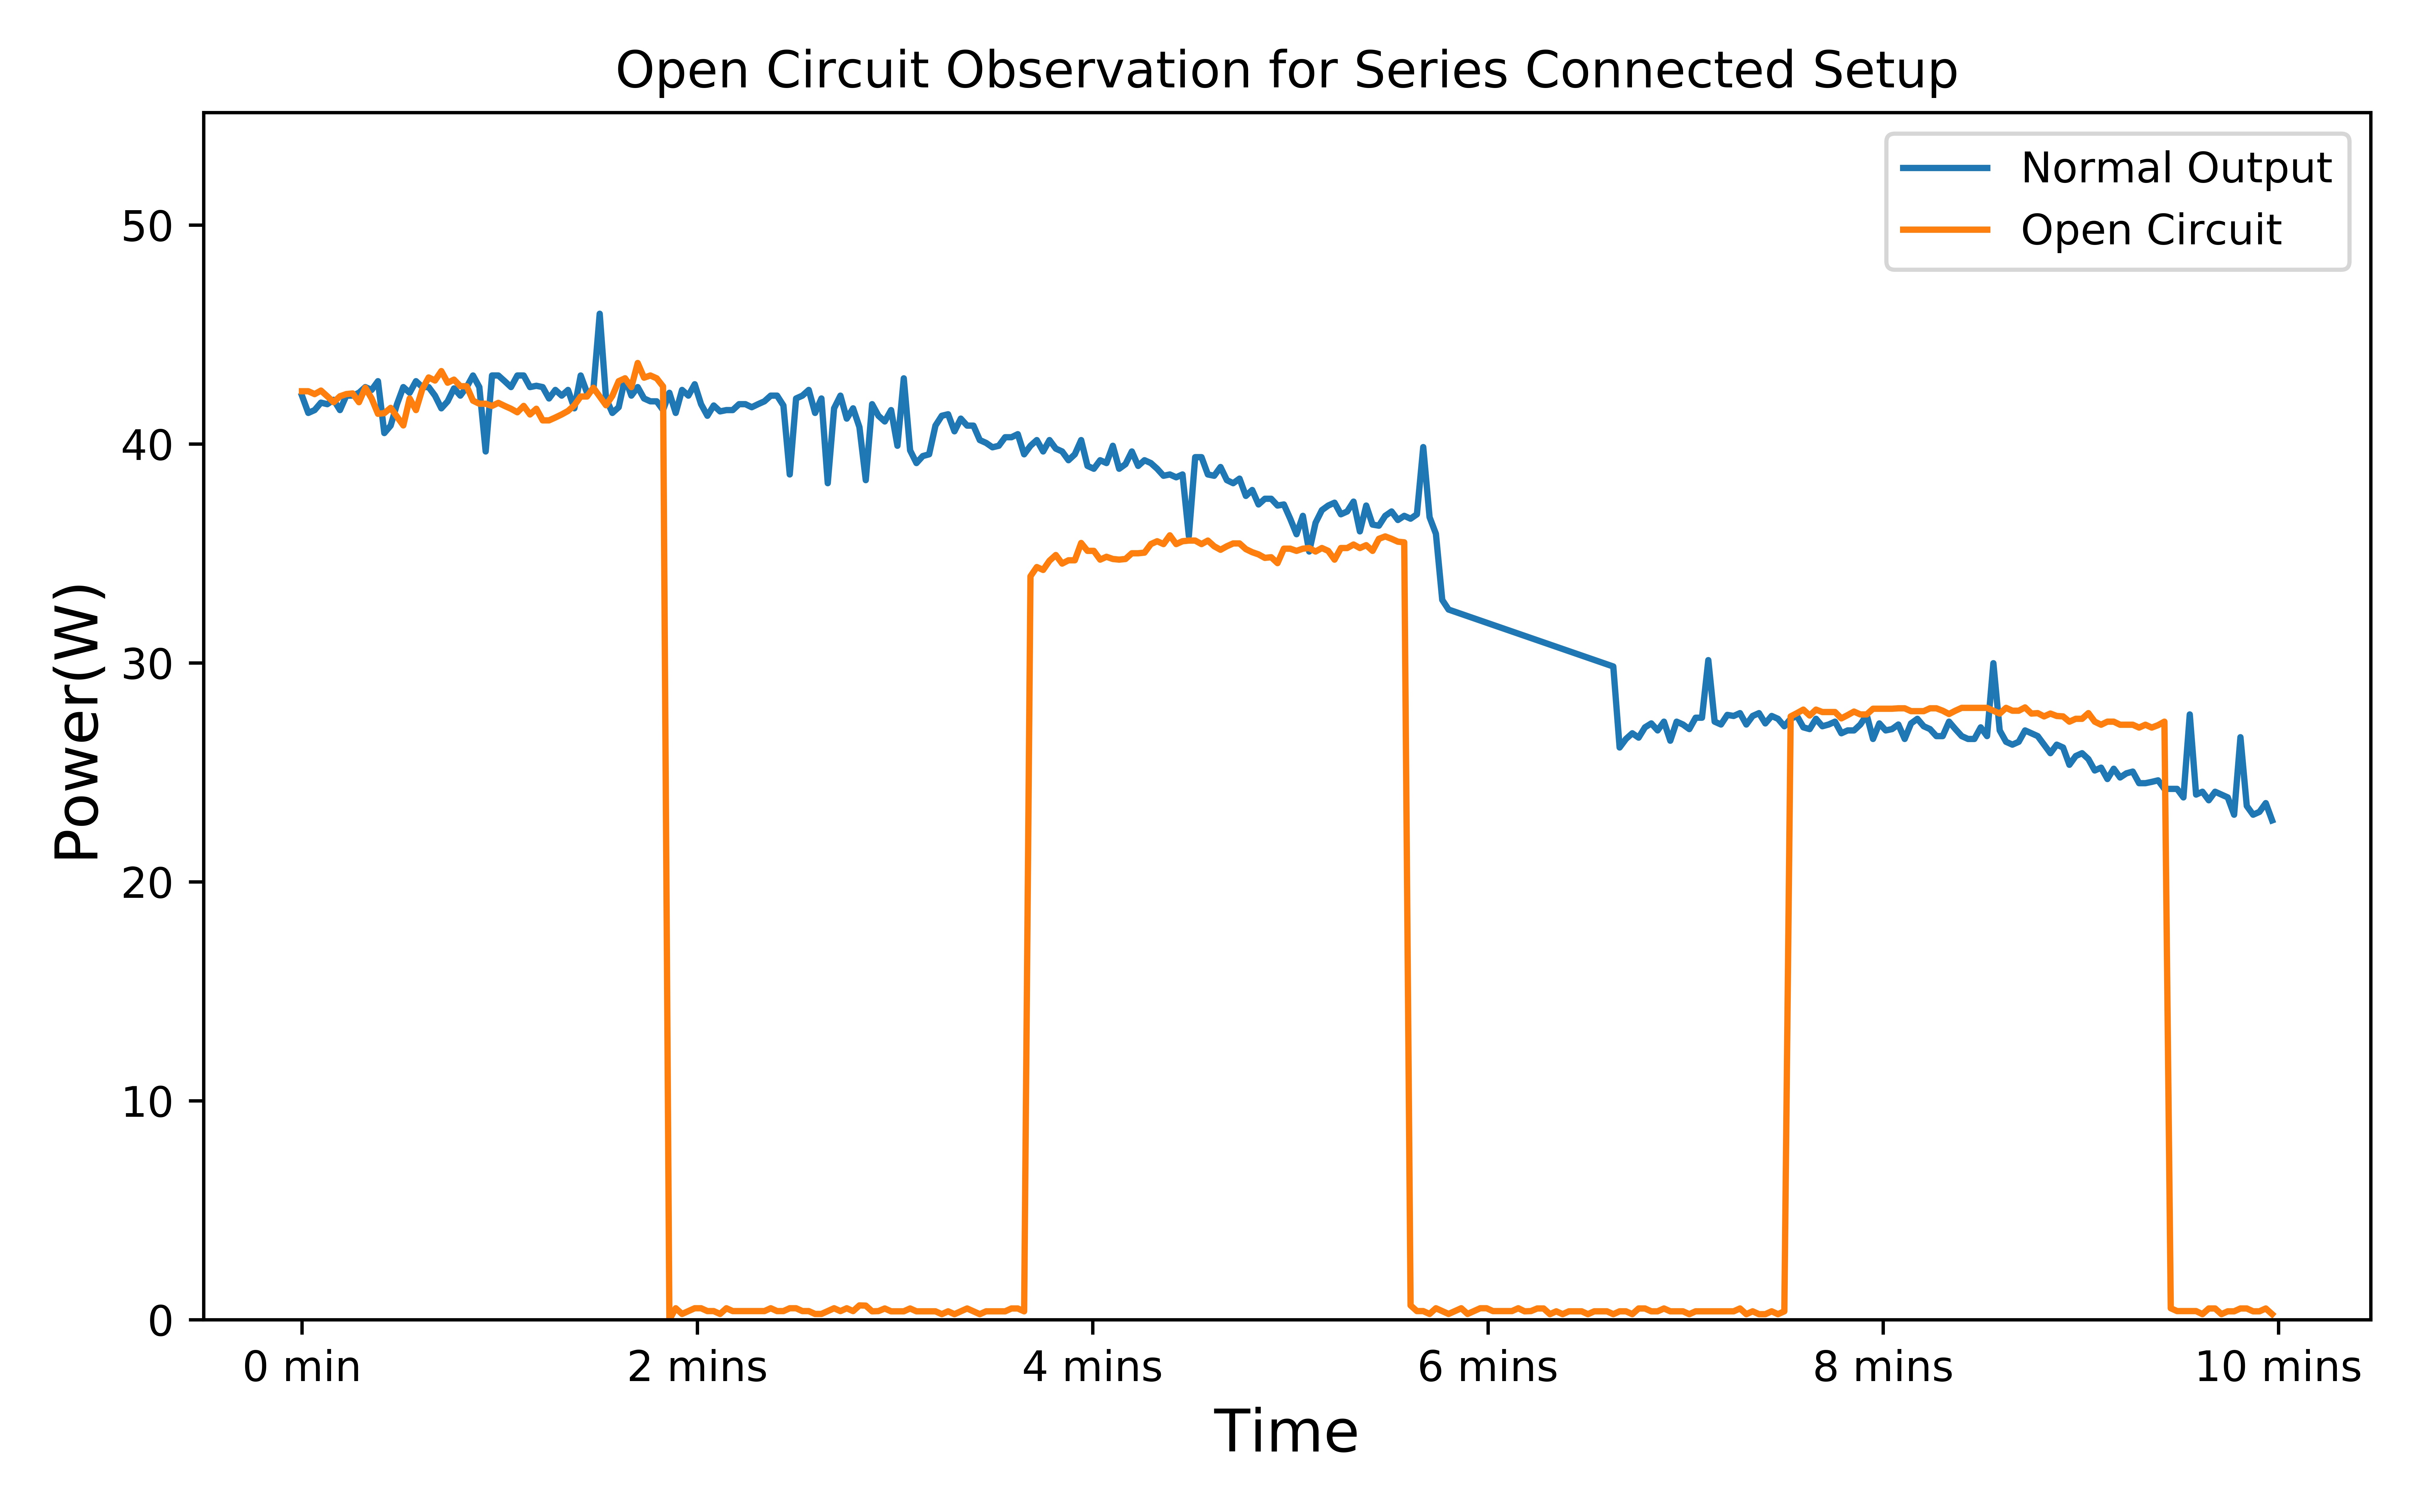 Open Circuit Observation for Series Connected Setup
Normal Output
Open Circuit
Power(W)
50
40
30
20
10
0
0 min
2 mins
4 mins
6 mins
8 mins
10 mins
Time